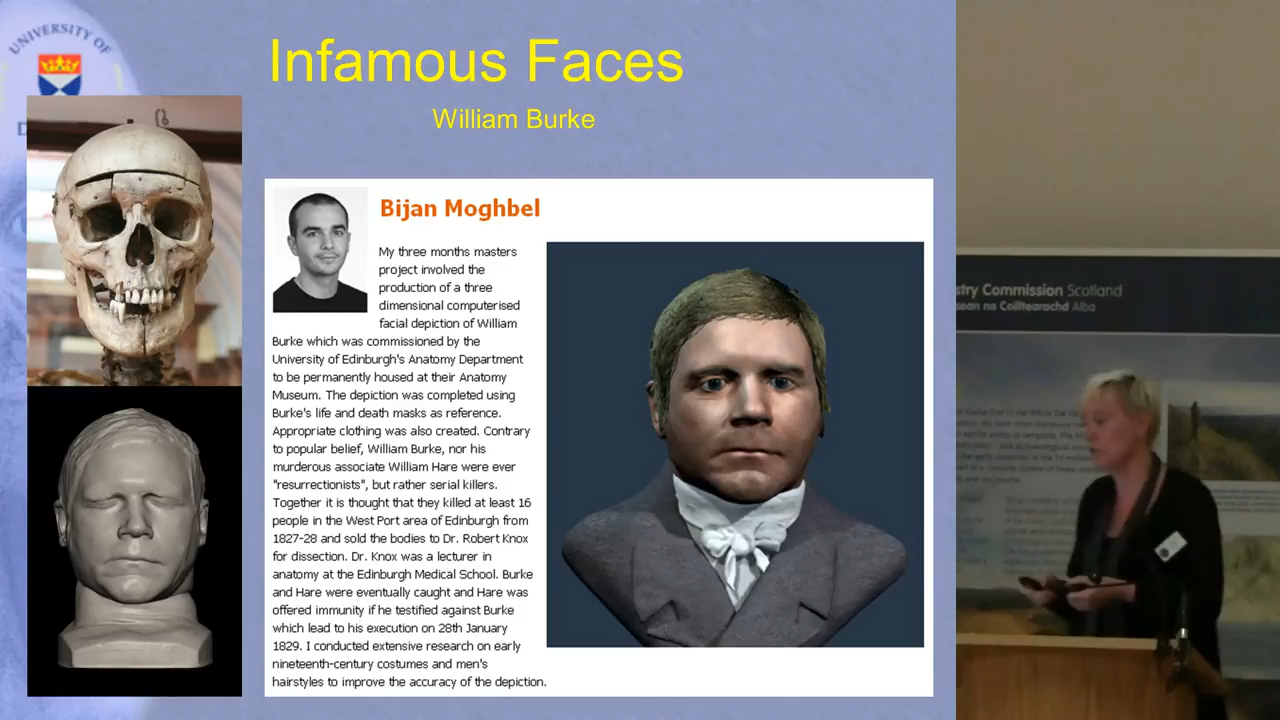 UNIVERSITY OF
Infamous Faces
William Burke
Bijan Moghbel
My three months masters
project involved the
production of a three
dimensional computerised
facial depiction of William
Burke which was commissioned by the
University of Edinburgh's Anatomy Department
to be permanently housed at their Anatomy
Museum. The depiction was completed using
Burke's life and death masks as reference.
Appropriate clothing was also created. Contrary
to popular belief, William Burke, nor his
murderous associate William Hare were ever
"resurrectionists", but rather serial killers.
Together it is thought that they killed at least 16
people in the West Port area of Edinburgh from
1827-28 and sold the bodies to Dr. Robert Knox
for dissection. Dr. Knox was a lecturer in
anatomy at the Edinburgh Medical School. Burke
and Hare were eventually caught and Hare was
offered immunity if he testified against Burke
which lead to his execution on 28th January
1829. I conducted extensive research on early
nineteenth-century costumes and men's
hairstyles to improve the accuracy of the depiction.
stry Commission Scotland
na Coilltearachd Alba